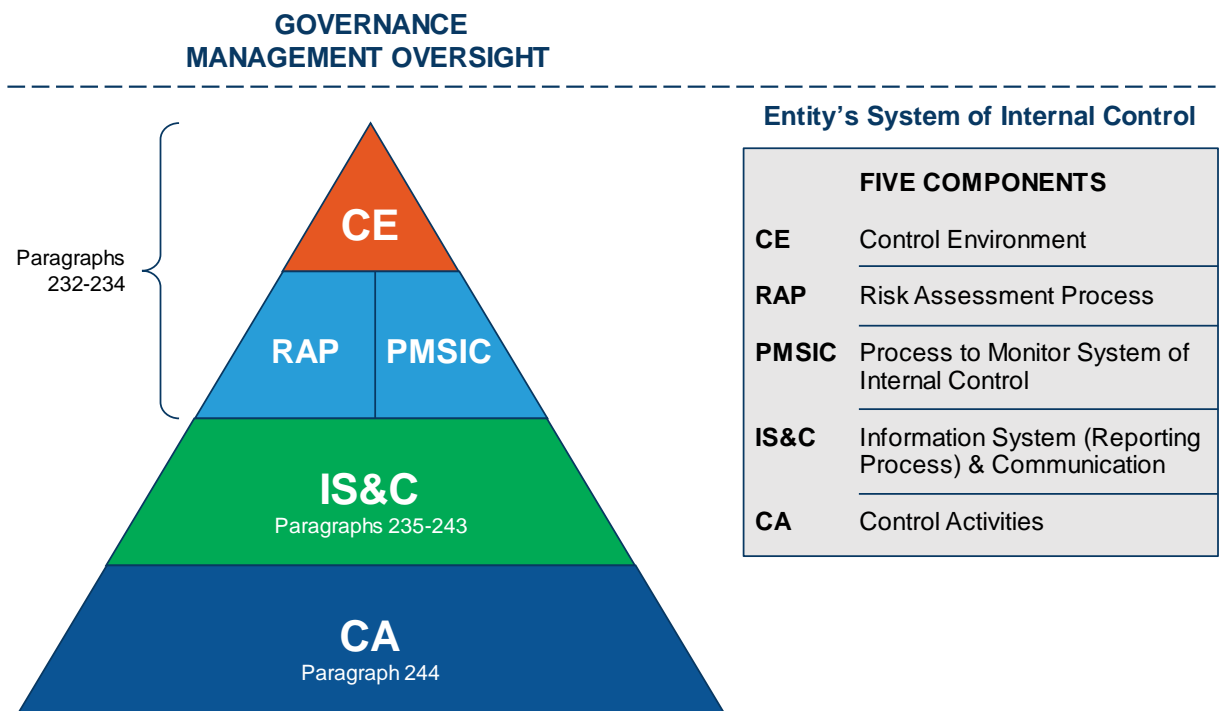 GOVERNANCE
MANAGEMENT OVERSIGHT
Paragraphs
232-234
CE
RAP
PMSIC
IS&C
Paragraphs 235-243
CA
Paragraph 244
Entity’s System of Internal Control
FIVE COMPONENTS
CE Control Environment
RAP Risk Assessment Process
PMSIC Process to Monitor System of
Internal Control
IS&C Information System (Reporting
Process) & Communication
CA Control Activities